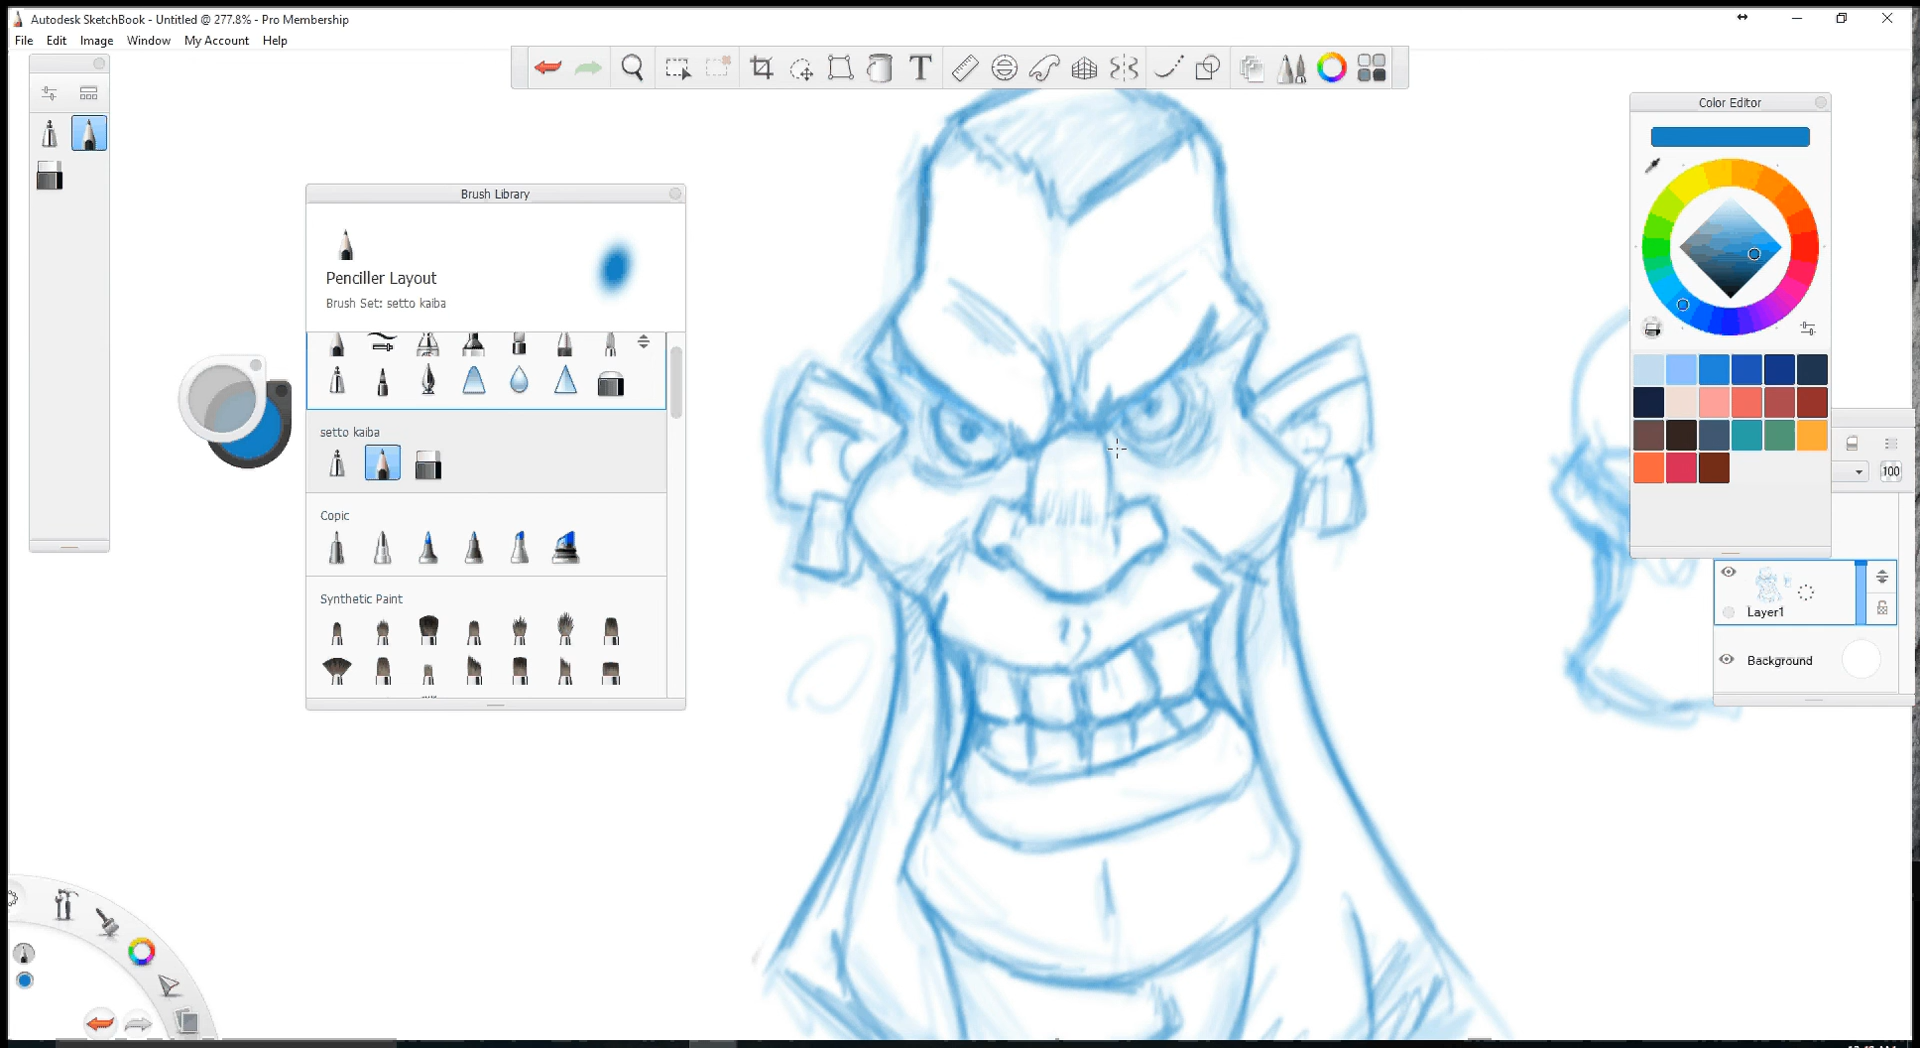 Autodesk SketchBook - Untitled @ 277.8% - Pro Membership
File Edit Image Window My Account Help
T
Color Editor
Brush Library
Penciller Layout
Brush Set: setto kaiba
setto kaiba
100
Copic
Synthetic Paint
Layer1
Background